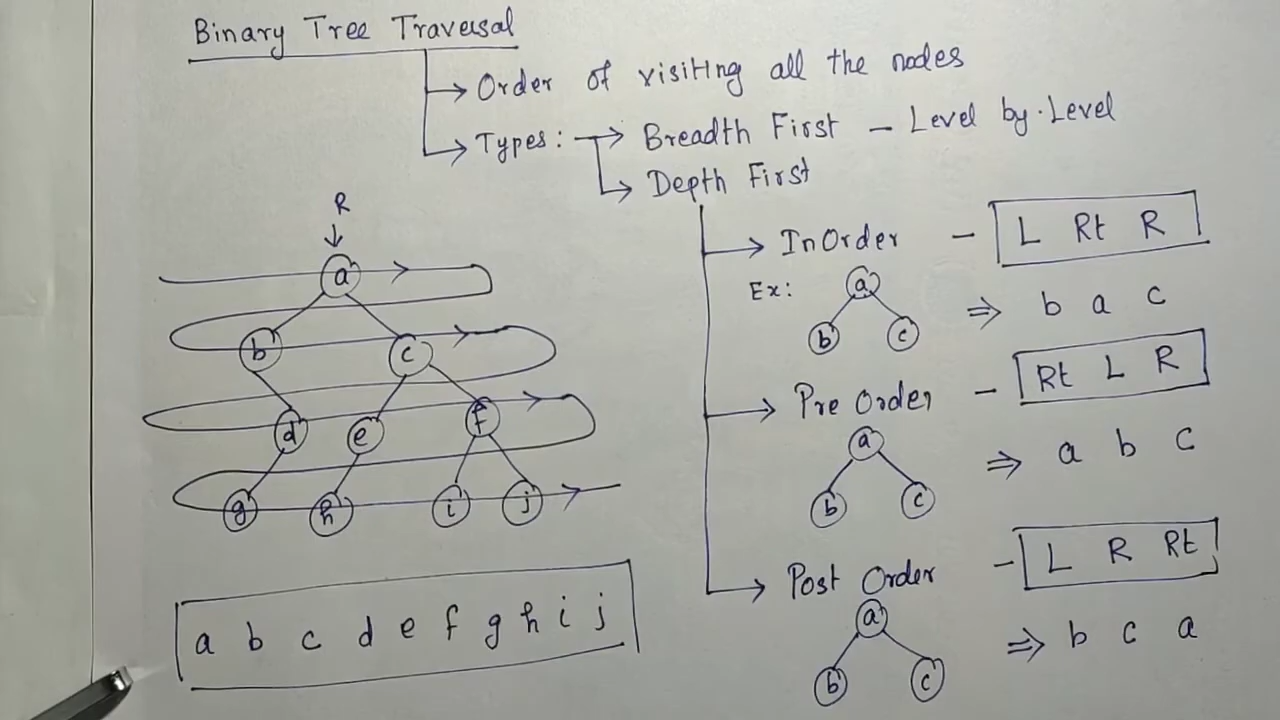 Binary Tree Traversal
Order of visiting all the nodes
Types: Breadth First - Level by. Level
Depth First
R
a
b c
d e f
g h i j
a b c d e f g h i j
InOrder - L Rt R
Ex: a
b c
⇒ b a c
Pre Order - Rt L R
a
b c
⇒ a b c
Post Order - L R Rt
a
b c
⇒ b c a